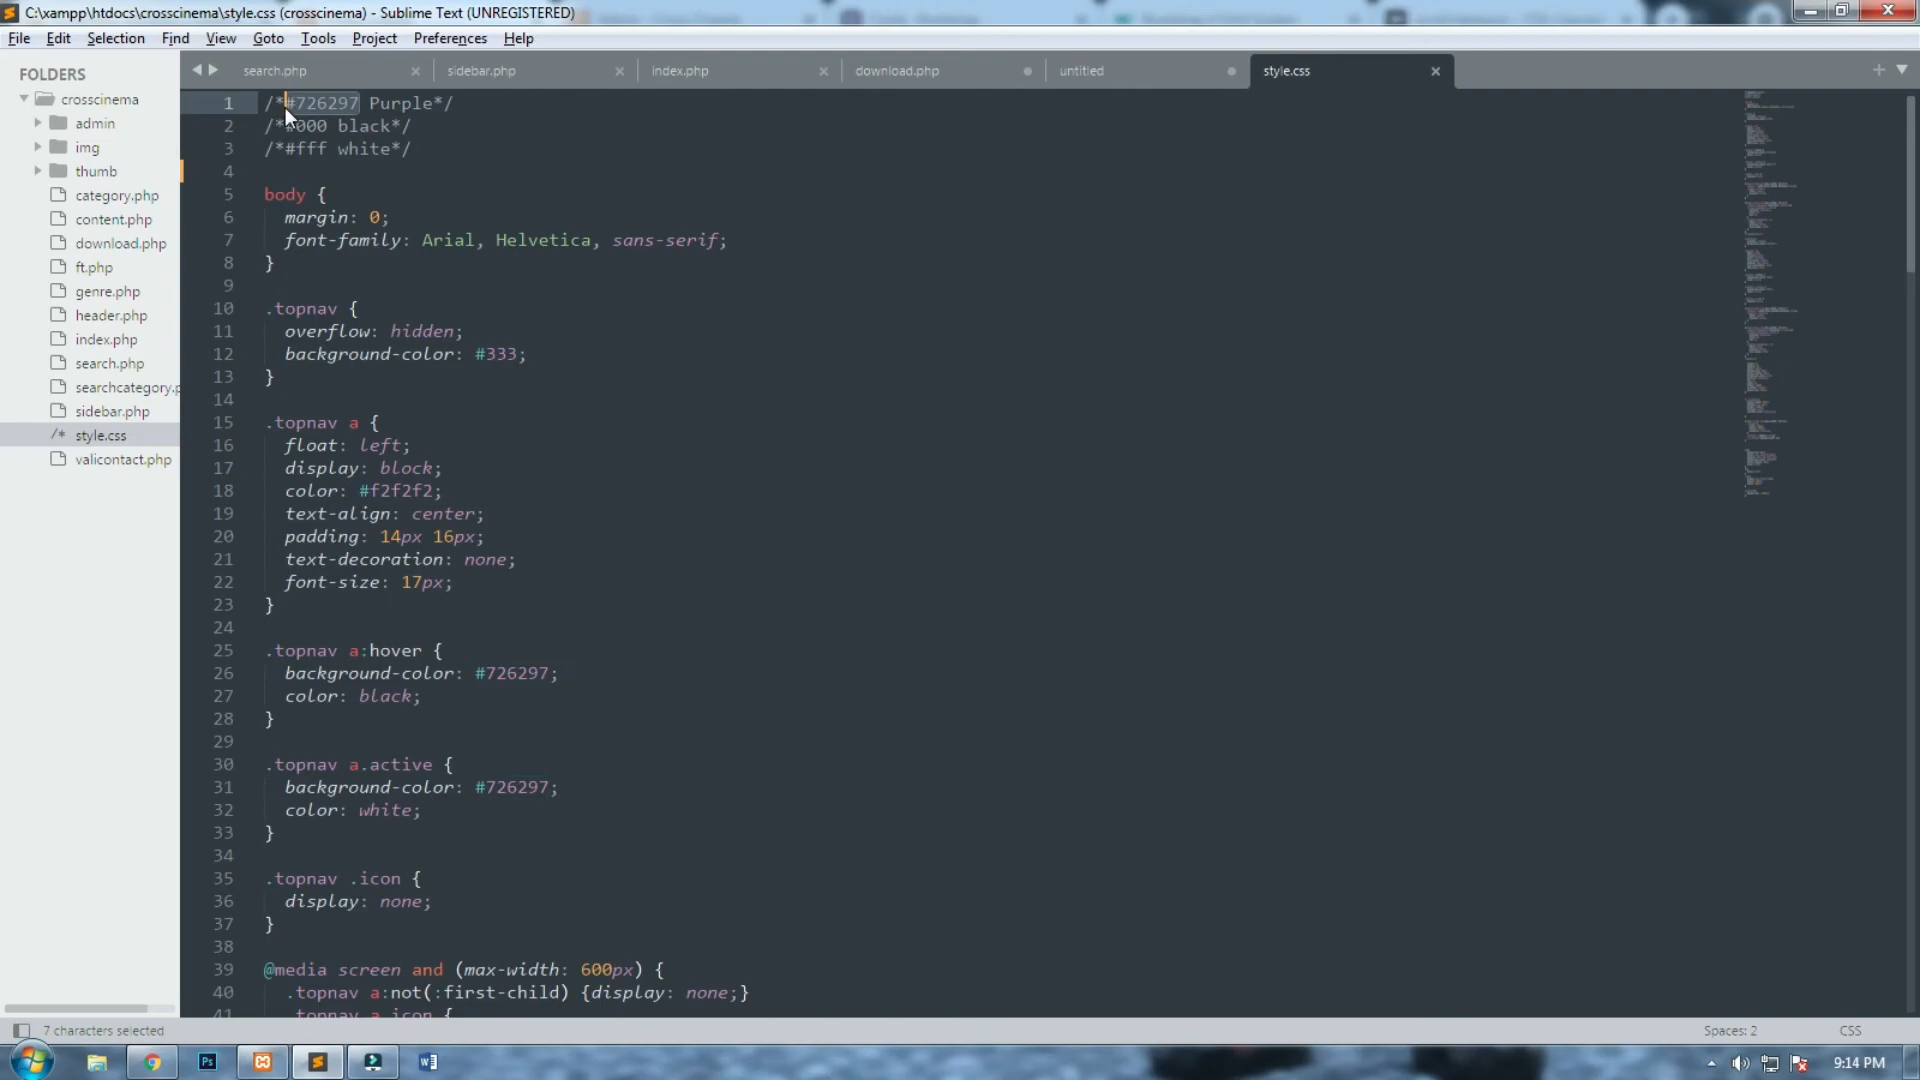 C:\xampp\htdocs\crosscinema\style.css (crosscinema) - Sublime Text (UNREGISTERED)
File Edit Selection Find View Goto Tools Project Preferences Help
FOLDERS
crosscinema
admin
img
thumb
category.php
content.php
download.php
ft.php
genre.php
header.php
index.php
search.php
searchcategory.p
sidebar.php
/* style.css
valicontact.php
search.php sidebar.php index.php download.php untitled style.css
1 /*#726297 Purple*/
2 /*#000 black*/
3 /*#fff white*/
4
5 body {
6 margin: 0;
7 font-family: Arial, Helvetica, sans-serif;
8 }
9
10 .topnav {
11 overflow: hidden;
12 background-color: #333;
13 }
14
15 .topnav a {
16 float: left;
17 display: block;
18 color: #f2f2f2;
19 text-align: center;
20 padding: 14px 16px;
21 text-decoration: none;
22 font-size: 17px;
23 }
24
25 .topnav a:hover {
26 background-color: #726297;
27 color: black;
28 }
29
30 .topnav a.active {
31 background-color: #726297;
32 color: white;
33 }
34
35 .topnav .icon {
36 display: none;
37 }
38
39 @media screen and (max-width: 600px) {
40 .topnav a:not(:first-child) {display: none;}
41 .topnav a.icon {
7 characters selected
Spaces: 2 CSS
Ps
9:14 PM